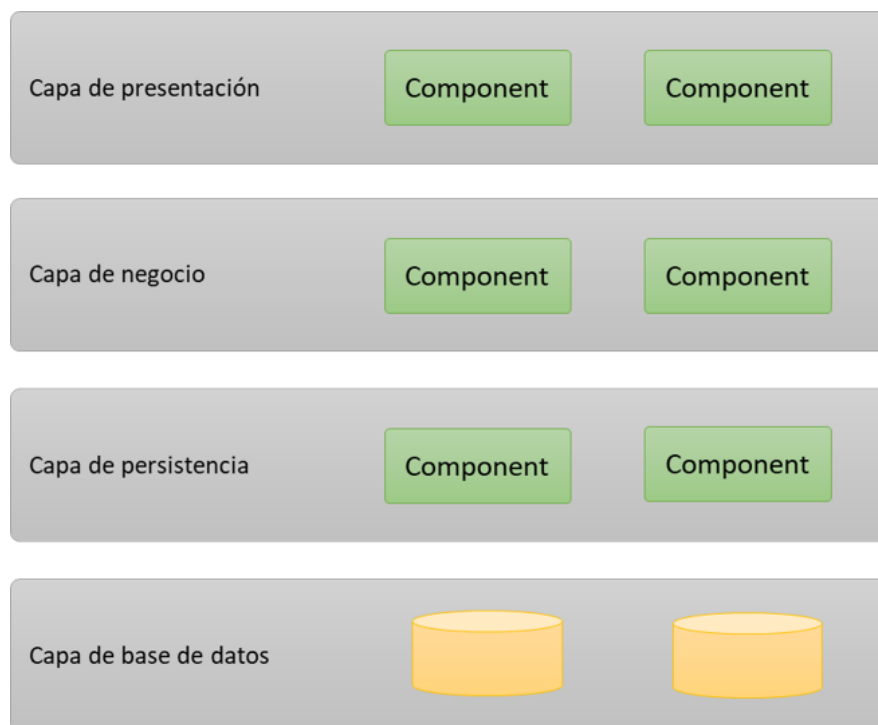 Capa de presentación
Component
Component
Capa de negocio
Component
Component
Capa de persistencia
Component
Component
Capa de base de datos